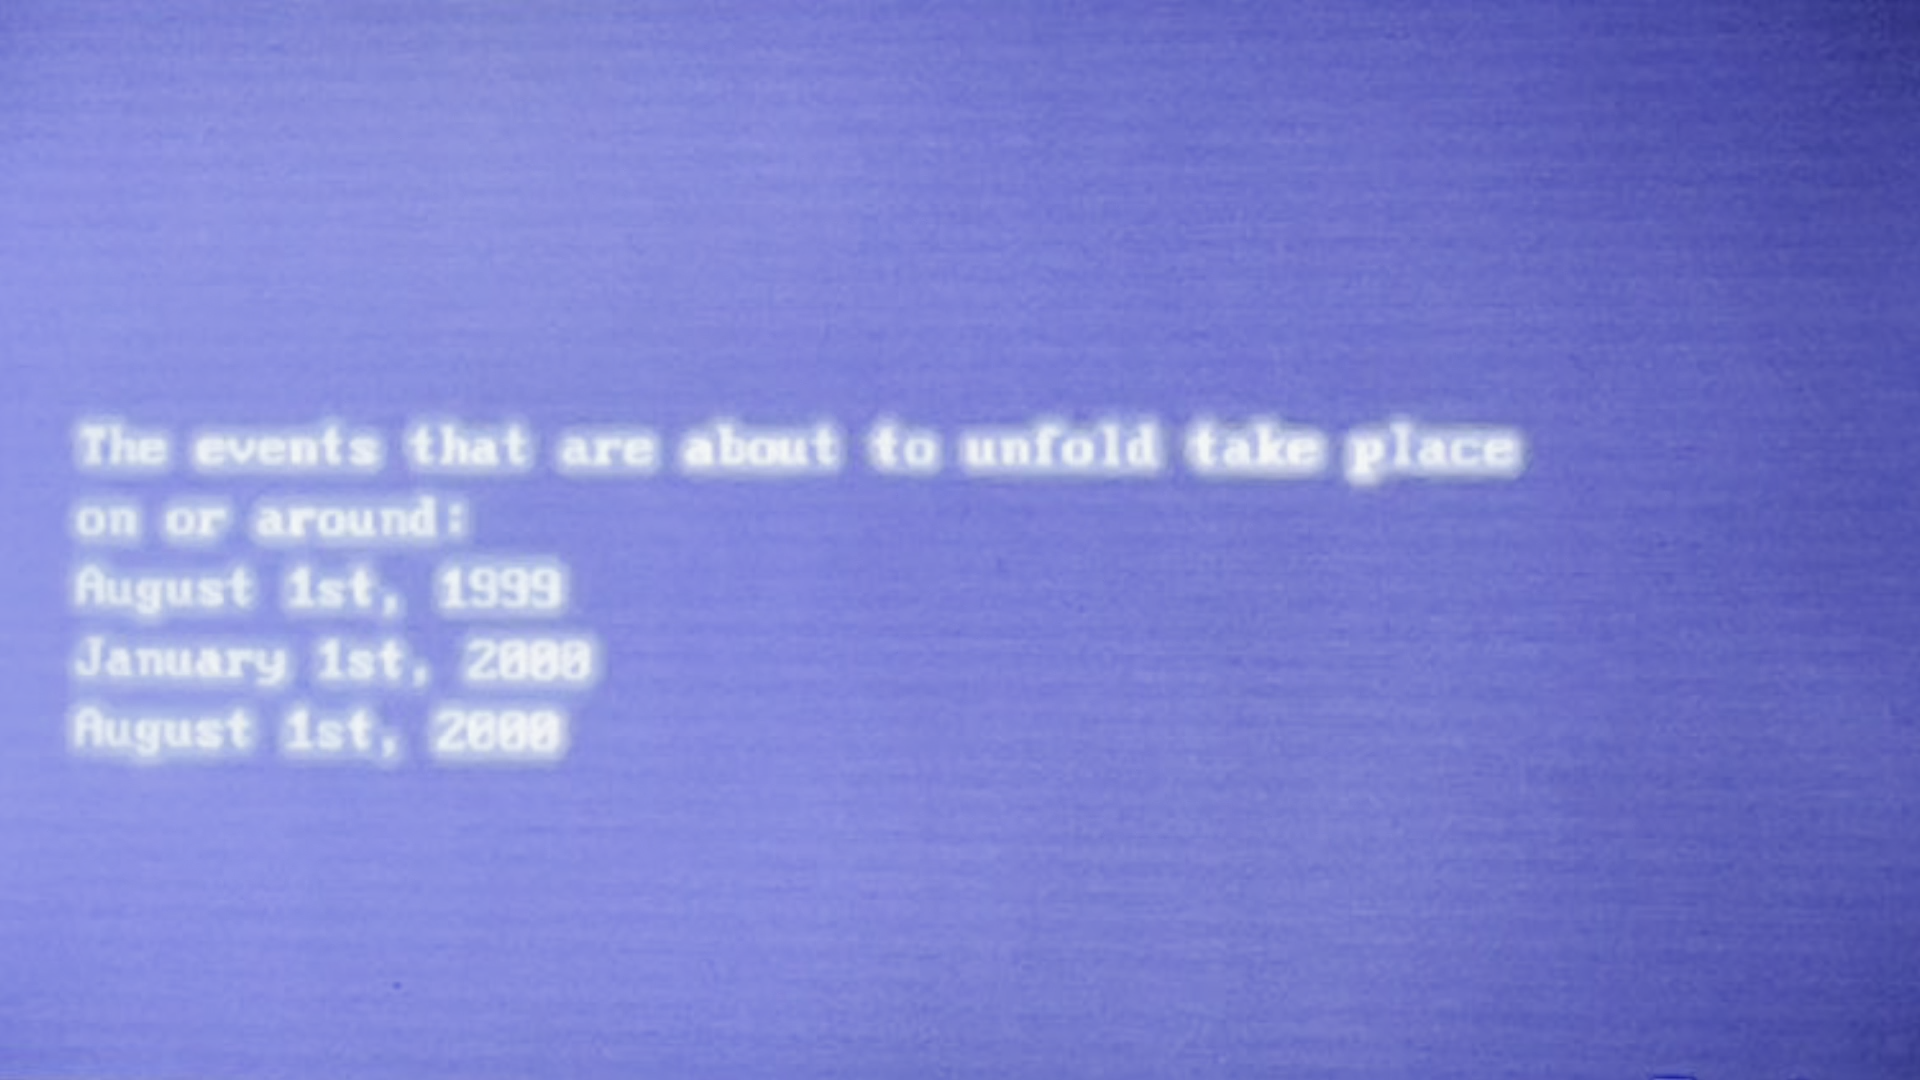 The events that are about to unfold take place
on or around:
August 1st, 1999
January 1st, 2000
August 1st, 2000